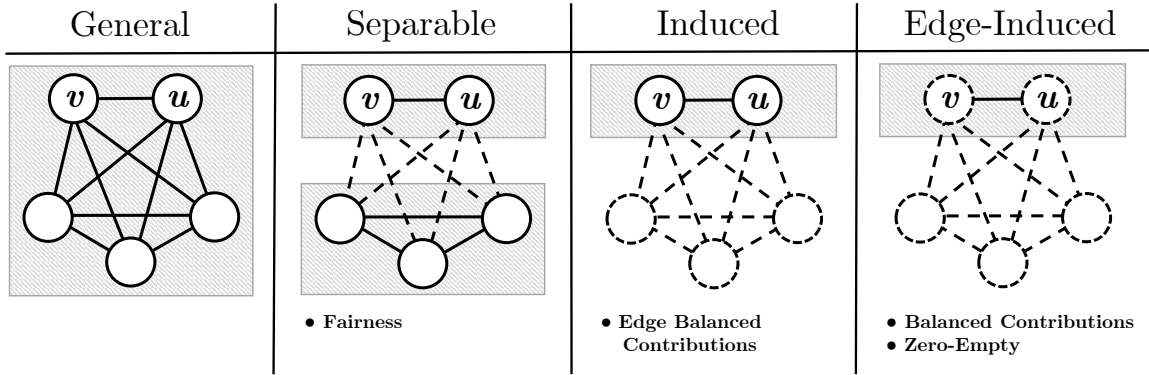 General Separable Induced Edge-Induced
v u v u v u v u
• Fairness
• Edge Balanced
Contributions
• Balanced Contributions
• Zero-Empty